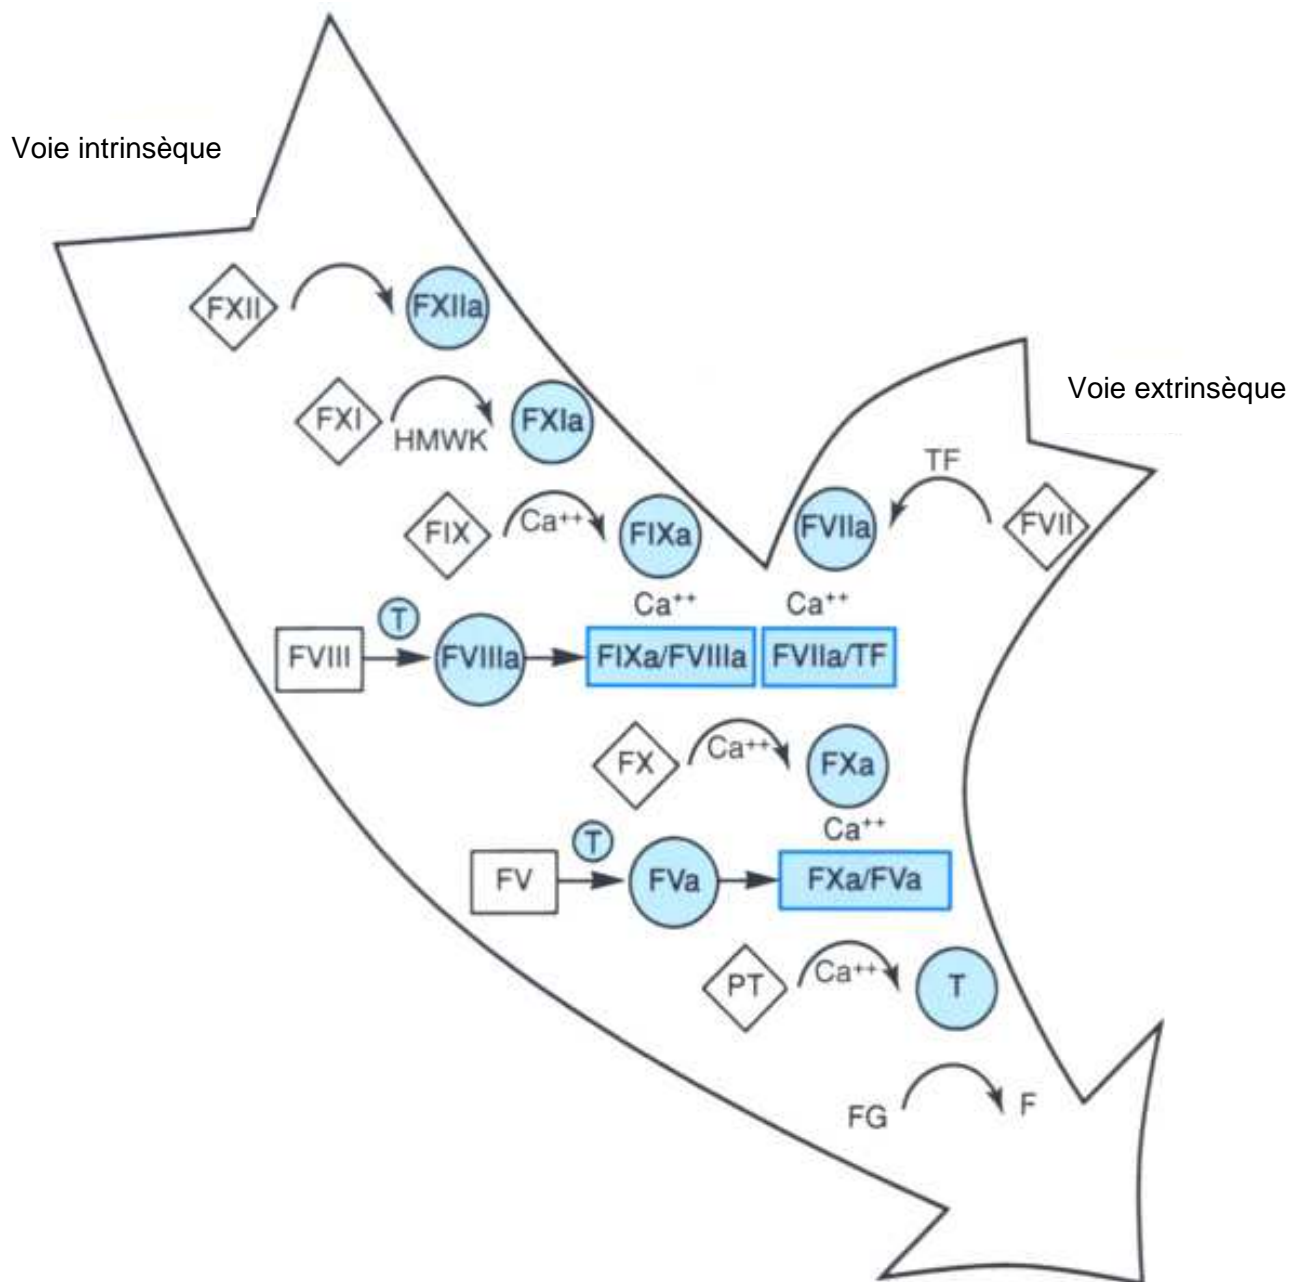 Voie intrinsèque
FXII FXIIa
Voie extrinsèque
FXI HMWK FXIa
TF
FIX Ca⁺⁺ FIXa FVIIa FVII
Ca⁺⁺ Ca⁺⁺
T
FVIII FVIIIa FIXa/FVIIIa FVIIa/TF
FX Ca⁺⁺ FXa
Ca⁺⁺
T
FV FVa FXa/FVa
PT Ca⁺⁺ T
FG F